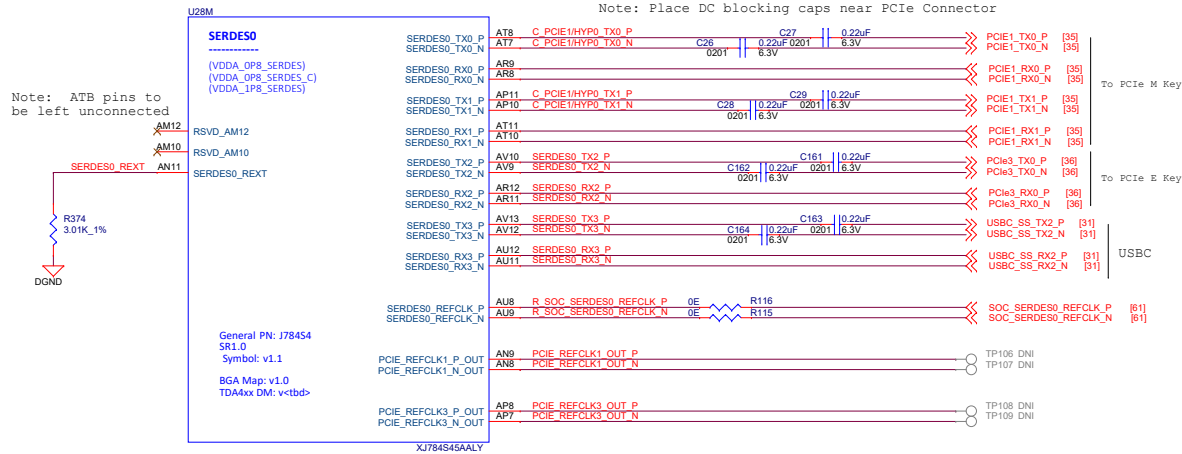 Note: Place DC blocking caps near PCIe Connector
U28M
SERDES0
------------
(VDDA_0P8_SERDES)
(VDDA_0P8_SERDES_C)
(VDDA_1P8_SERDES)
Note: ATB pins to
be left unconnected
AM12 RSVD_AM12
AM10 RSVD_AM10
SERDES0_REXT AN11 SERDES0_REXT
R374
3.01K_1%
DGND
General PN: J784S4
SR1.0
Symbol: v1.1
BGA Map: v1.0
TDA4xx DM: v<tbd>
XJ784S45AALY
SERDES0_TX0_P AT8 C_PCIE1/HYP0_TX0_P C27 0.22uF 0201 6.3V PCIE1_TX0_P [35]
SERDES0_TX0_N AT7 C_PCIE1/HYP0_TX0_N C26 0.22uF 0201 6.3V PCIE1_TX0_N [35]
SERDES0_RX0_P AR9 PCIE1_RX0_P [35]
SERDES0_RX0_N AR8 PCIE1_RX0_N [35]
SERDES0_TX1_P AP11 C_PCIE1/HYP0_TX1_P C29 0.22uF 0201 6.3V PCIE1_TX1_P [35]
SERDES0_TX1_N AP10 C_PCIE1/HYP0_TX1_N C28 0.22uF 0201 6.3V PCIE1_TX1_N [35]
SERDES0_RX1_P AT11 PCIE1_RX1_P [35]
SERDES0_RX1_N AT10 PCIE1_RX1_N [35]
To PCIe M Key
SERDES0_TX2_P AV10 SERDES0_TX2_P C161 0.22uF 0201 6.3V PCIe3_TX0_P [36]
SERDES0_TX2_N AV9 SERDES0_TX2_N C162 0.22uF 0201 6.3V PCIe3_TX0_N [36]
SERDES0_RX2_P AR12 SERDES0_RX2_P PCIe3_RX0_P [36]
SERDES0_RX2_N AR11 SERDES0_RX2_N PCIe3_RX0_N [36]
To PCIe E Key
SERDES0_TX3_P AV13 SERDES0_TX3_P C163 0.22uF 0201 6.3V USBC_SS_TX2_P [31]
SERDES0_TX3_N AV12 SERDES0_TX3_N C164 0.22uF 0201 6.3V USBC_SS_TX2_N [31]
SERDES0_RX3_P AU12 SERDES0_RX3_P USBC_SS_RX2_P [31]
SERDES0_RX3_N AU11 SERDES0_RX3_N USBC_SS_RX2_N [31]
USBC
SERDES0_REFCLK_P AU8 R_SOC_SERDES0_REFCLK_P 0E R116 SOC_SERDES0_REFCLK_P [61]
SERDES0_REFCLK_N AU9 R_SOC_SERDES0_REFCLK_N 0E R115 SOC_SERDES0_REFCLK_N [61]
PCIE_REFCLK1_P_OUT AN9 PCIE_REFCLK1_OUT_P TP106 DNI
PCIE_REFCLK1_N_OUT AN8 PCIE_REFCLK1_OUT_N TP107 DNI
PCIE_REFCLK3_P_OUT AP8 PCIE_REFCLK3_OUT_P TP108 DNI
PCIE_REFCLK3_N_OUT AP7 PCIE_REFCLK3_OUT_N TP109 DNI